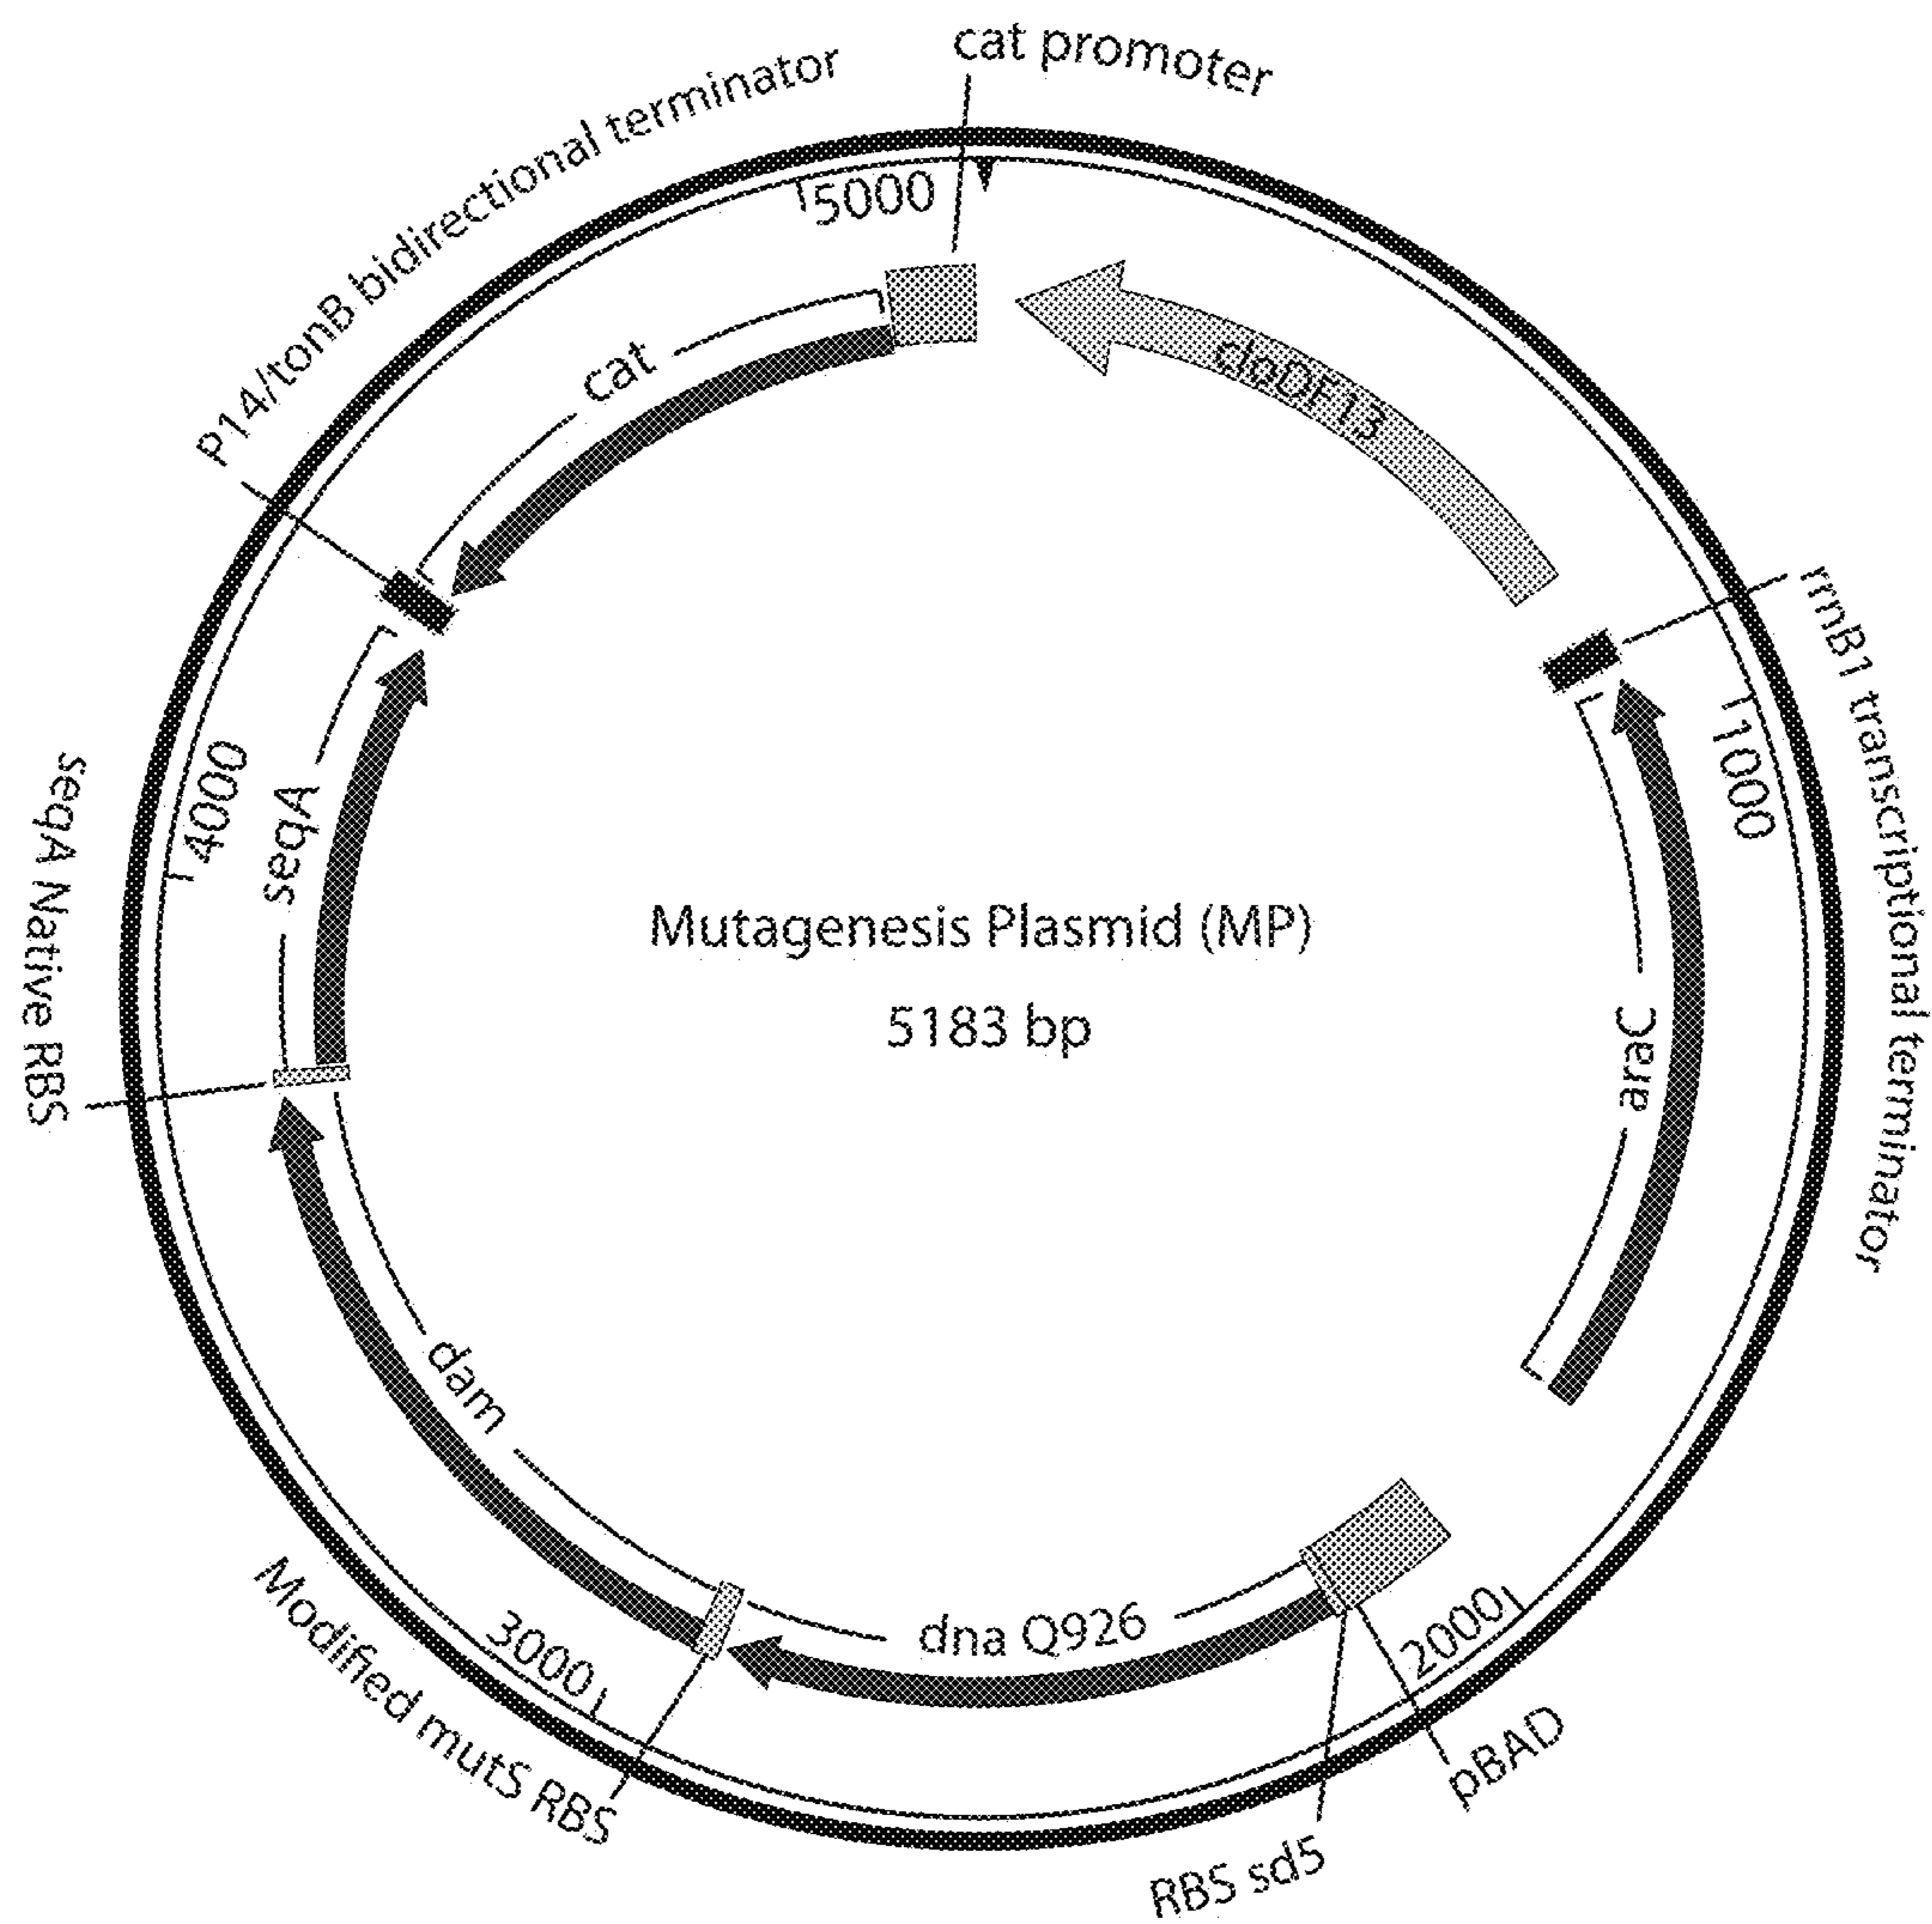 cat promoter
P14/tonB bidirectional terminator
5000
cloDF13
cat
rrnB1 transcriptional terminator
1000
4000
seqA
seqA Native RBS
Mutagenesis Plasmid (MP)
5183 bp
araC
dam
dna Q926
3000
2000
Modified mutS RBS
pBAD
RBS sd5